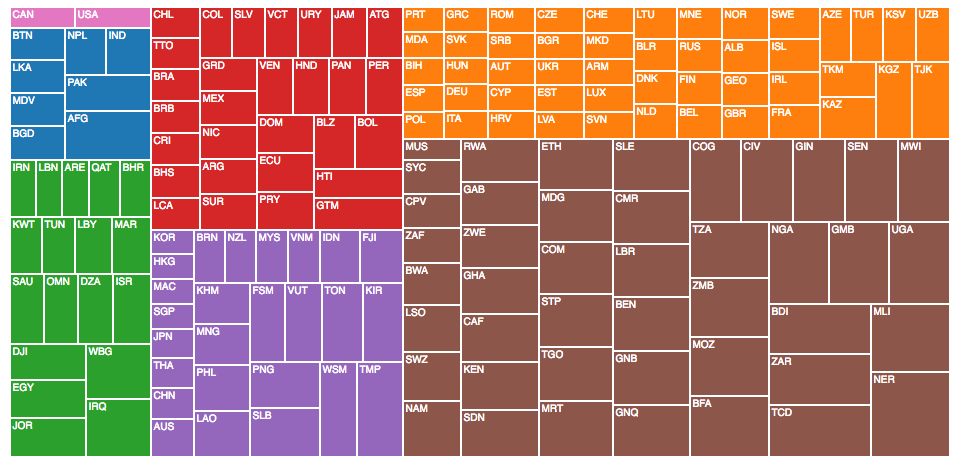 CAN USA
BTN NPL IND
LKA
PAK
MDV
AFG
BGD
IRN LBN ARE QAT BHR
KWT TUN LBY MAR
SAU OMN DZA ISR
DJI WBG
EGY
IRQ
JOR
CHL COL SLV VCT URY JAM ATG
TTO
GRD VEN HND PAN PER
BRA
MEX
BRB
DOM BLZ BOL
NIC
CRI
ECU
ARG
BHS HTI
SUR PRY
LCA GTM
KOR BRN NZL MYS VNM IDN FJI
HKG
MAC KHM FSM VUT TON KIR
SGP
MNG
JPN
THA PHL PNG WSM TMP
CHN
LAO SLB
AUS
PRT GRC ROM CZE CHE LTU MNE NOR SWE AZE TUR KSV UZB
MDA SVK SRB BGR MKD BLR RUS ALB ISL
BIH HUN AUT UKR ARM TKM KGZ TJK
DNK FIN GEO IRL
ESP DEU CYP EST LUX
KAZ
NLD BEL GBR FRA
POL ITA HRV LVA SVN
MUS RWA ETH SLE COG CIV GIN SEN MWI
SYC
GAB
CPV MDG CMR
ZAF ZWE TZA NGA GMB UGA
COM LBR
BWA GHA
ZMB
STP BEN
LSO BDI MLI
CAF
MOZ
TGO GNB
SWZ ZAR
KEN NER
BFA
NAM MRT GNQ TCD
SDN